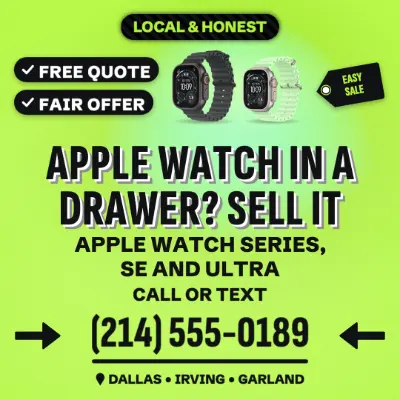 LOCAL & HONEST
FREE QUOTE
FAIR OFFER
EASY
SALE
APPLE WATCH IN A
DRAWER? SELL IT
APPLE WATCH SERIES,
SE AND ULTRA
CALL OR TEXT
(214) 555-0189
DALLAS • IRVING • GARLAND